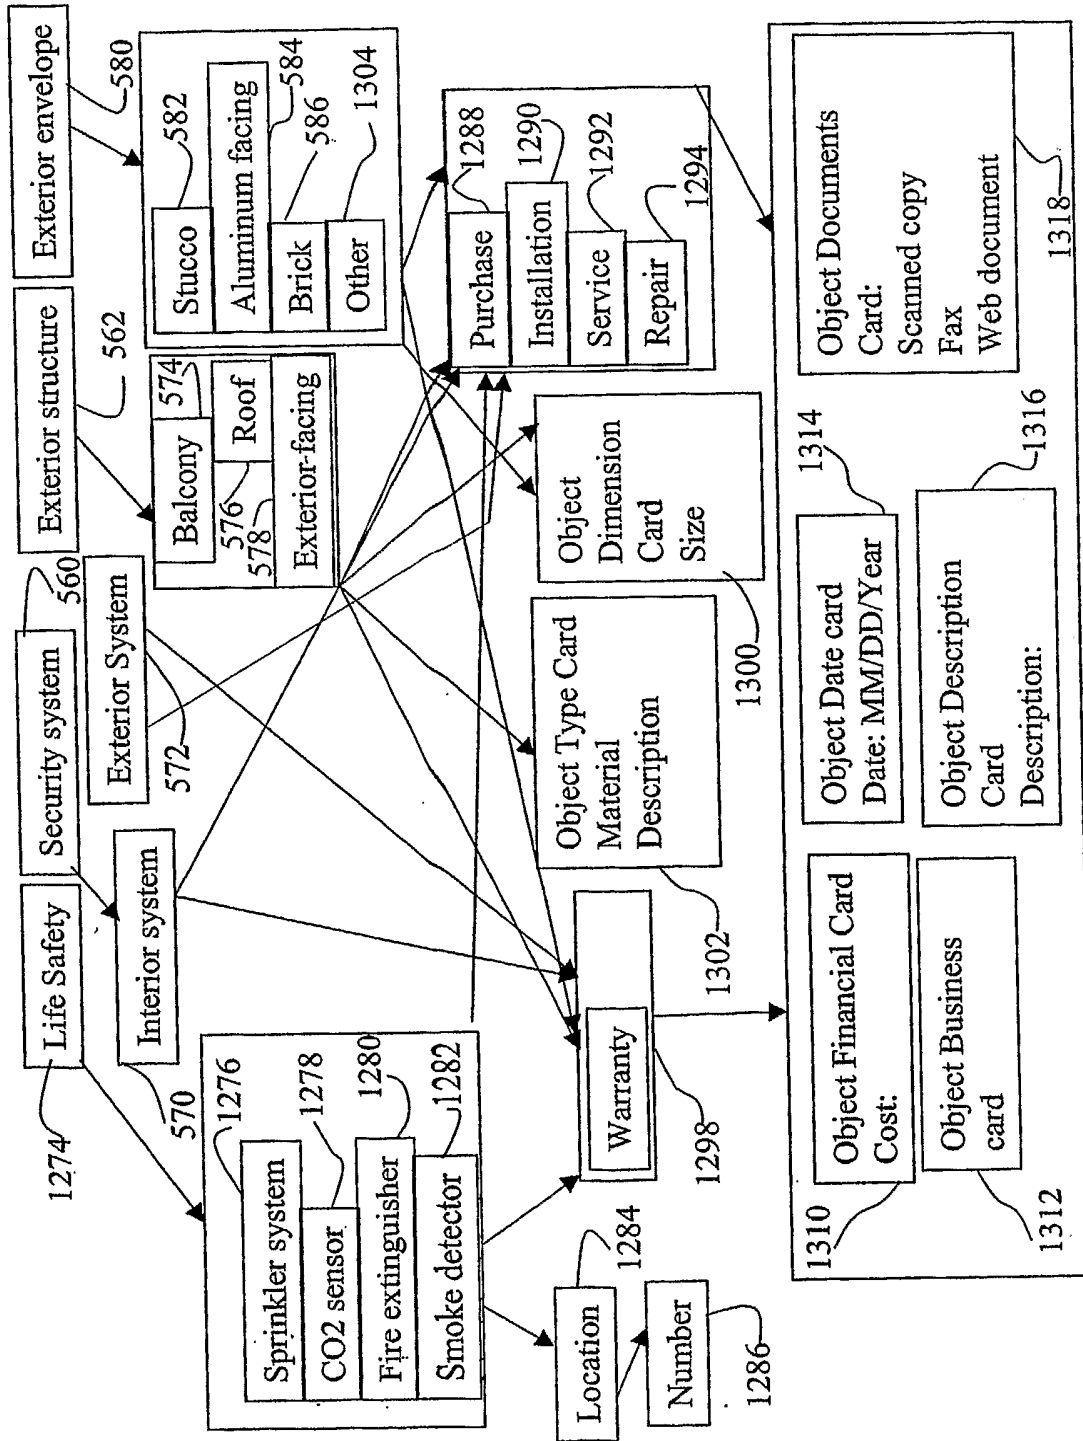 1274
Life Safety
Security system
560
Exterior structure
562
Exterior envelope
580
570
Interior system
Exterior System
572
Balcony
574
Roof
576
578
Exterior-facing
Stucco
582
Aluminum facing
584
Brick
586
Other
1304
Sprinkler system
1276
CO2 sensor
1278
Fire extinguisher
1280
Smoke detector
1282
Purchase
1288
Installation
1290
Service
1292
Repair
1294
Location
1284
Number
1286
Warranty
1298
Object Type Card
Material
Description
1302
Object
Dimension
Card
Size
1300
Object Financial Card
Cost:
1310
Object Business
card
1312
Object Date card
Date: MM/DD/Year
1314
Object Description
Card
Description:
1316
Object Documents
Card:
Scanned copy
Fax
Web document
1318